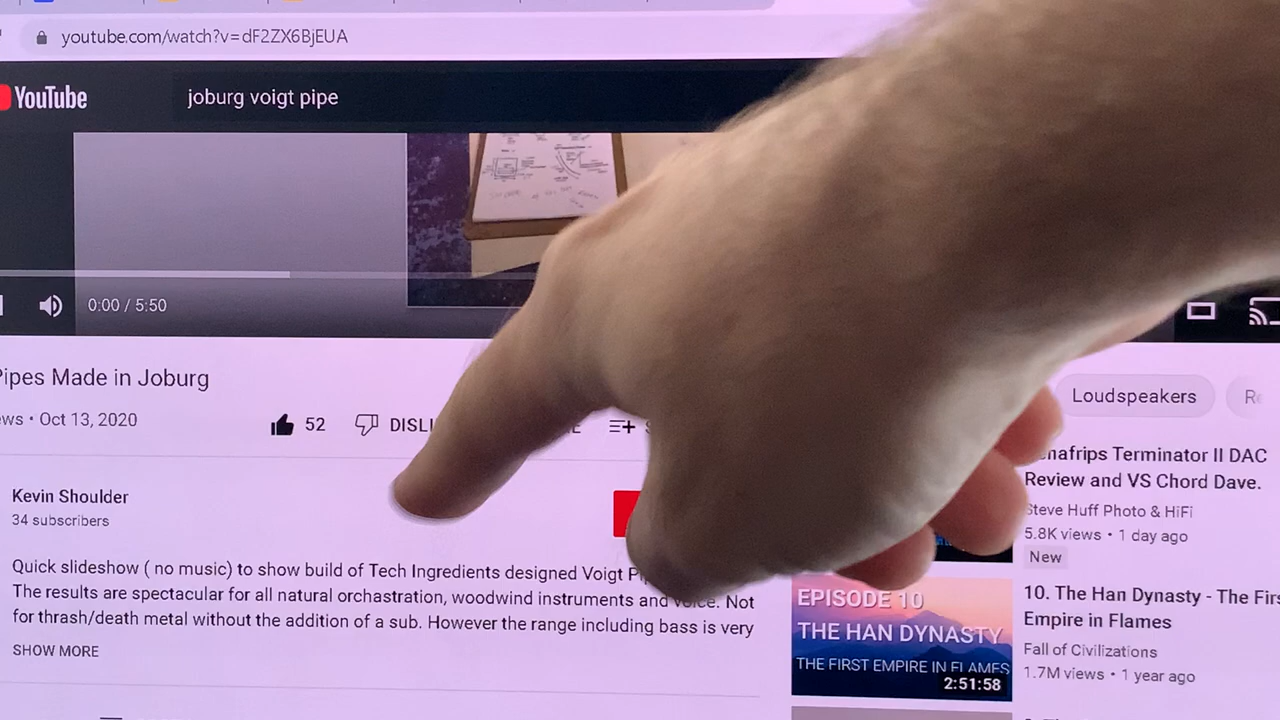 youtube.com/watch?v=dF2ZX6BjEUA
YouTube
joburg voigt pipe
0:00 / 5:50
Pipes Made in Joburg
Oct 13, 2020
52
Kevin Shoulder
34 subscribers
Quick slideshow ( no music) to show build of Tech Ingredients designed Voigt
The results are spectacular for all natural orchastration, woodwind instruments and voice. Not
for thrash/death metal without the addition of a sub. However the range including bass is very
SHOW MORE
Loudspeakers
Terminator II DAC
Review and VS Chord Dave.
Steve Huff Photo & HiFi
5.8K views • 1 day ago
New
EPISODE 10
THE HAN DYNASTY
THE FIRST EMPIRE IN FLAMES
2:51:58
10. The Han Dynasty - The
Empire in Flames
Fall of Civilizations
1.7M views • 1 year ago